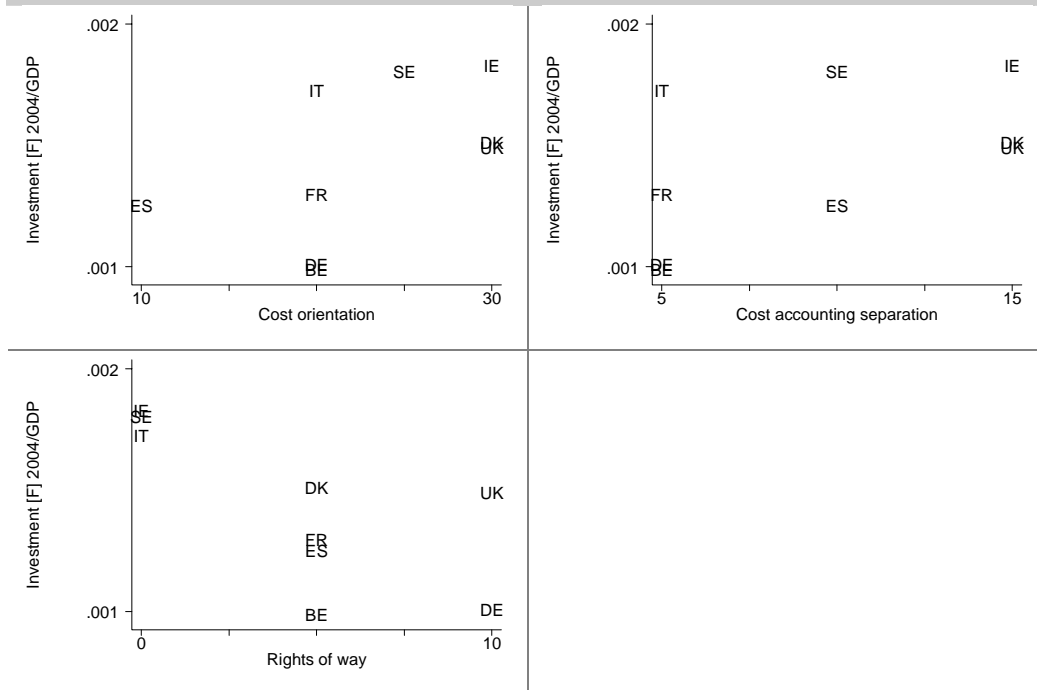 Investment [F] 2004/GDP
.002
.001
IE
SE
IT
DK
UK
FR
ES
DE
BE
10
30
Cost orientation
Investment [F] 2004/GDP
.002
.001
IE
SE
IT
DK
UK
FR
ES
DE
BE
5
15
Cost accounting separation
Investment [F] 2004/GDP
.002
.001
IE
SE
IT
DK
UK
FR
ES
BE
DE
0
10
Rights of way